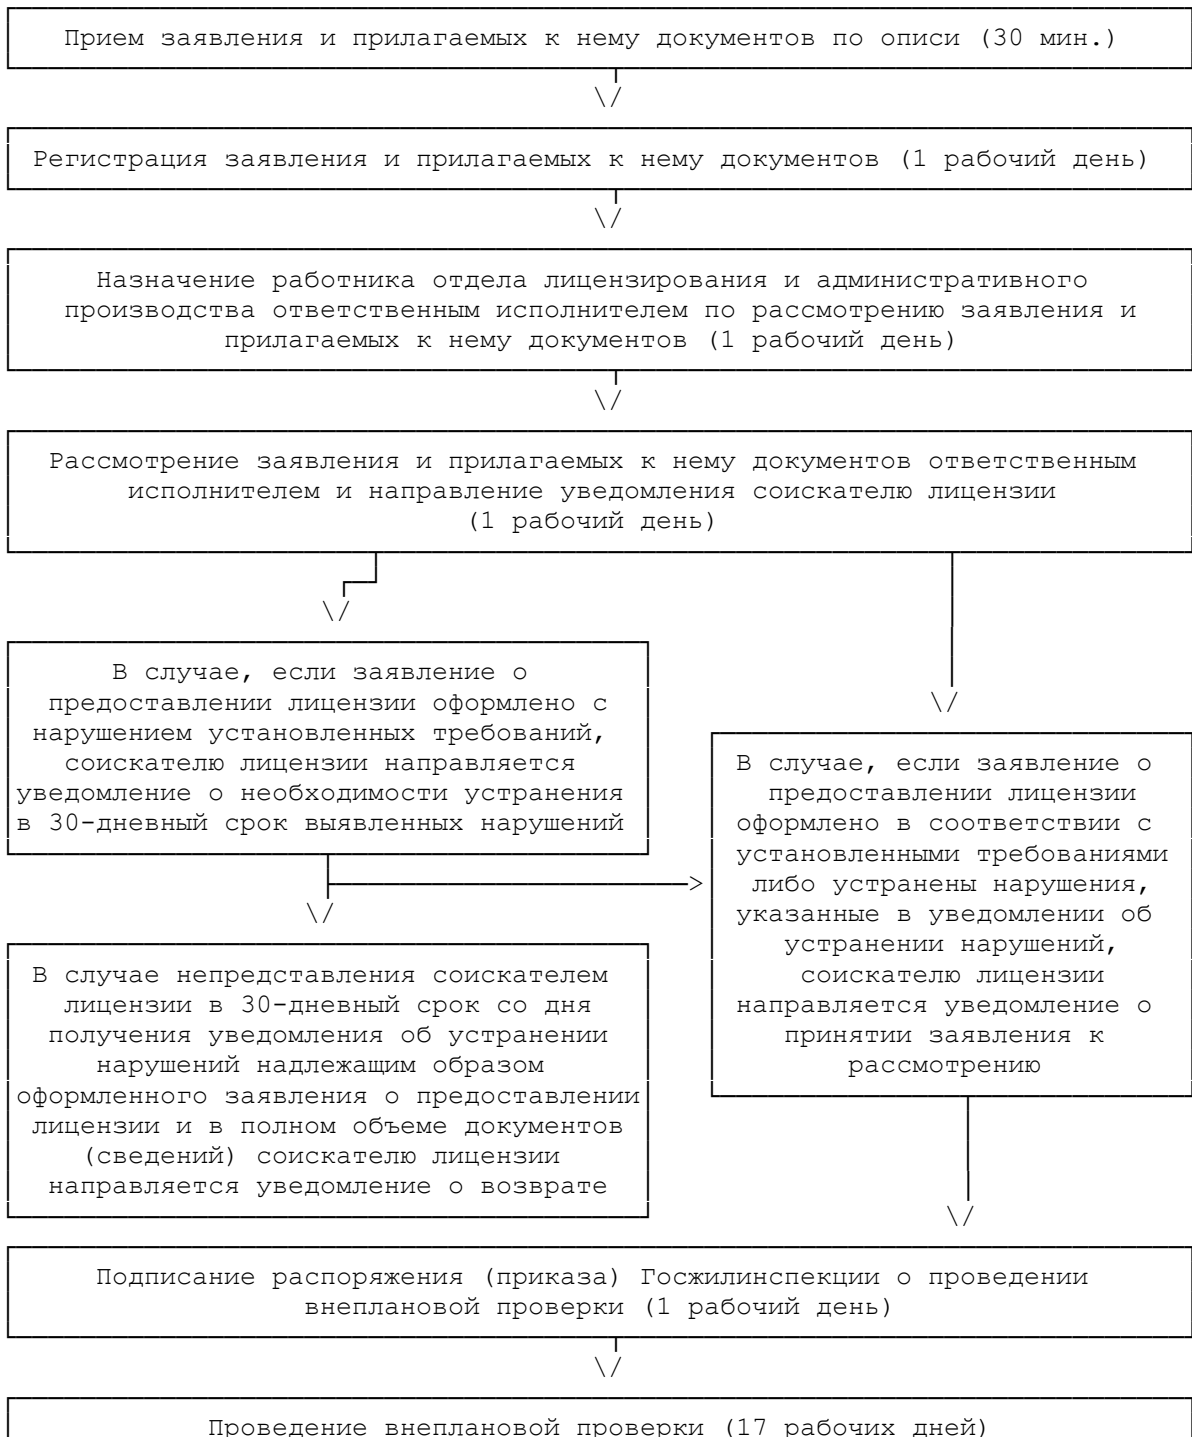 Прием заявления и прилагаемых к нему документов по описи (30 мин.)
Регистрация заявления и прилагаемых к нему документов (1 рабочий день)
Назначение работника отдела лицензирования и административного
производства ответственным исполнителем по рассмотрению заявления и
прилагаемых к нему документов (1 рабочий день)
Рассмотрение заявления и прилагаемых к нему документов ответственным
исполнителем и направление уведомления соискателю лицензии
(1 рабочий день)
В случае, если заявление о
предоставлении лицензии оформлено с
нарушением установленных требований,
соискателю лицензии направляется
уведомление о необходимости устранения
в 30-дневный срок выявленных нарушений
В случае, если заявление о
предоставлении лицензии
оформлено в соответствии с
установленными требованиями
либо устранены нарушения,
указанные в уведомлении об
устранении нарушений,
соискателю лицензии
направляется уведомление о
принятии заявления к
рассмотрению
В случае непредставления соискателем
лицензии в 30-дневный срок со дня
получения уведомления об устранении
нарушений надлежащим образом
оформленного заявления о предоставлении
лицензии и в полном объеме документов
(сведений) соискателю лицензии
направляется уведомление о возврате
Подписание распоряжения (приказа) Госжилинспекции о проведении
внеплановой проверки (1 рабочий день)
Проведение внеплановой проверки (17 рабочих дней)